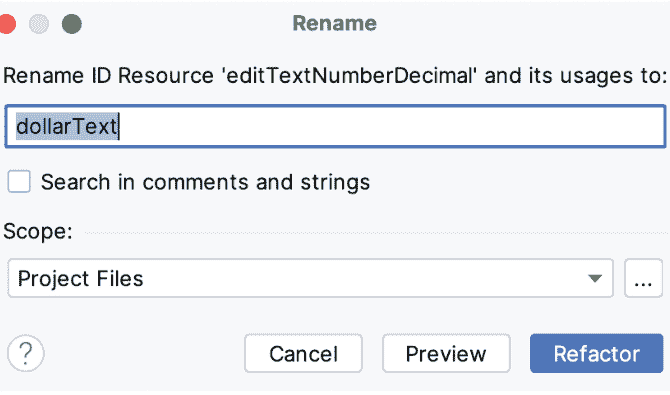 Rename
Rename ID Resource 'editTextNumberDecimal' and its usages to:
dollarText
Search in comments and strings
Scope:
Project Files
...
?
Cancel
Preview
Refactor